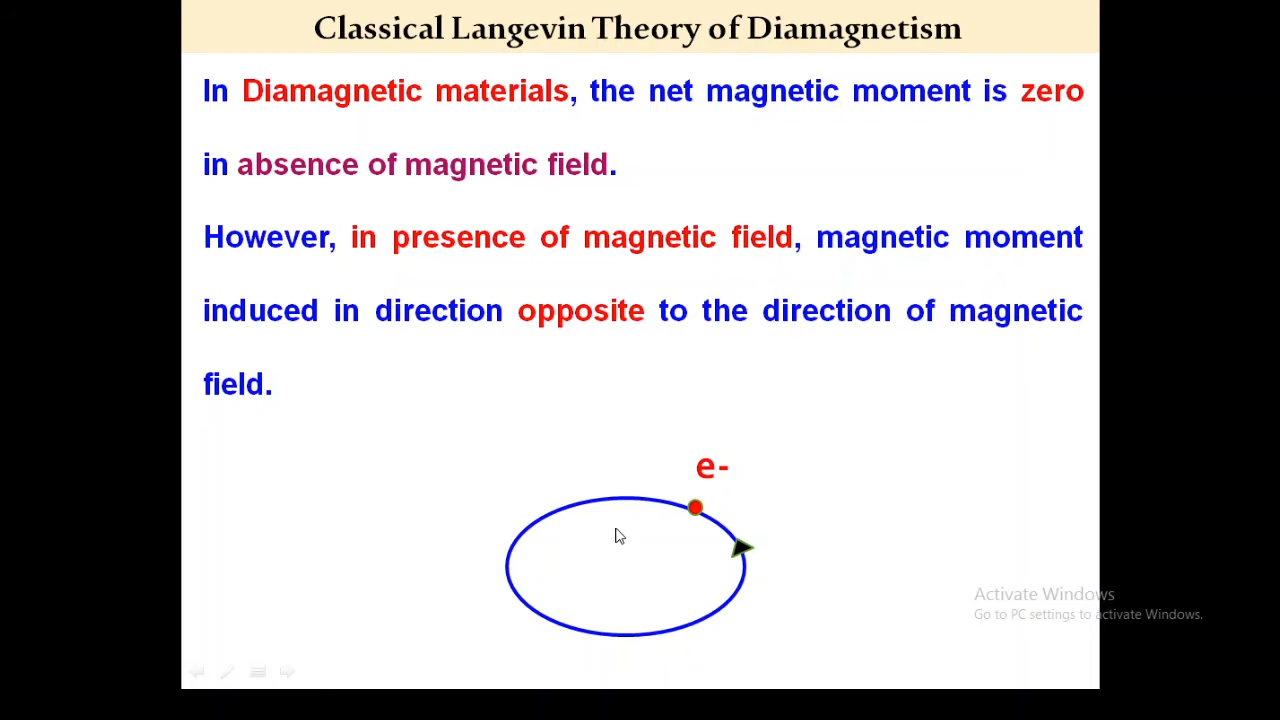 Classical Langevin Theory of Diamagnetism
In Diamagnetic materials, the net magnetic moment is zero
in absence of magnetic field.
However, in presence of magnetic field, magnetic moment
induced in direction opposite to the direction of magnetic
field.
e-
Activate Windows
Go to PC settings to activate Windows.